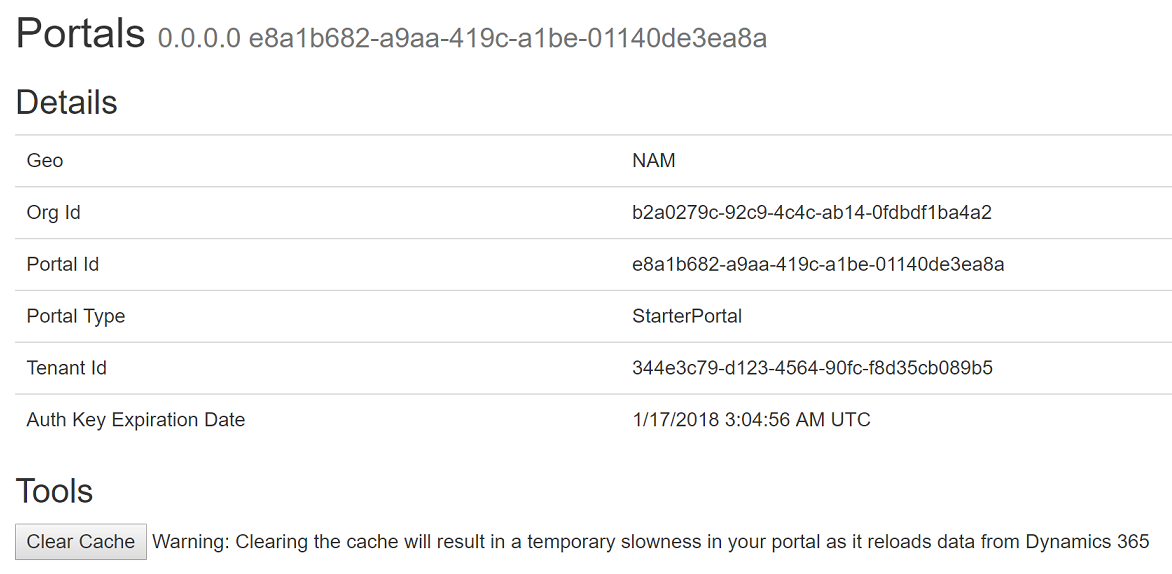 Portals 0.0.0.0 e8a1b682-a9aa-419c-a1be-01140de3ea8a
Details
Geo NAM
Org Id b2a0279c-92c9-4c4c-ab14-0fdbdf1ba4a2
Portal Id e8a1b682-a9aa-419c-a1be-01140de3ea8a
Portal Type StarterPortal
Tenant Id 344e3c79-d123-4564-90fc-f8d35cb089b5
Auth Key Expiration Date 1/17/2018 3:04:56 AM UTC
Tools
Clear Cache Warning: Clearing the cache will result in a temporary slowness in your portal as it reloads data from Dynamics 365